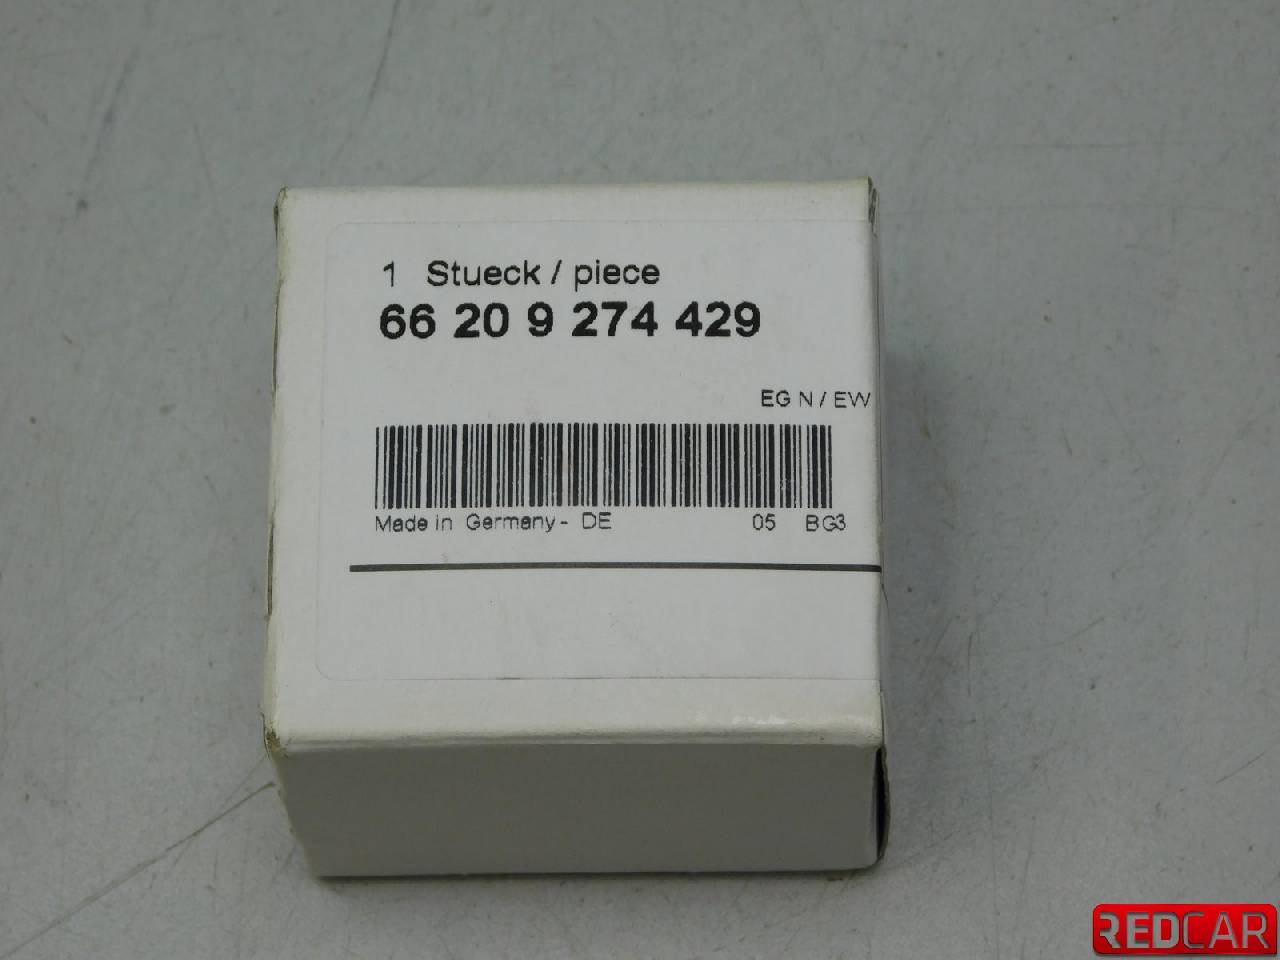 1 Stueck / piece
66 20 9 274 429
EG N / EW
Made in Germany - DE 05 BG3
REDCAR